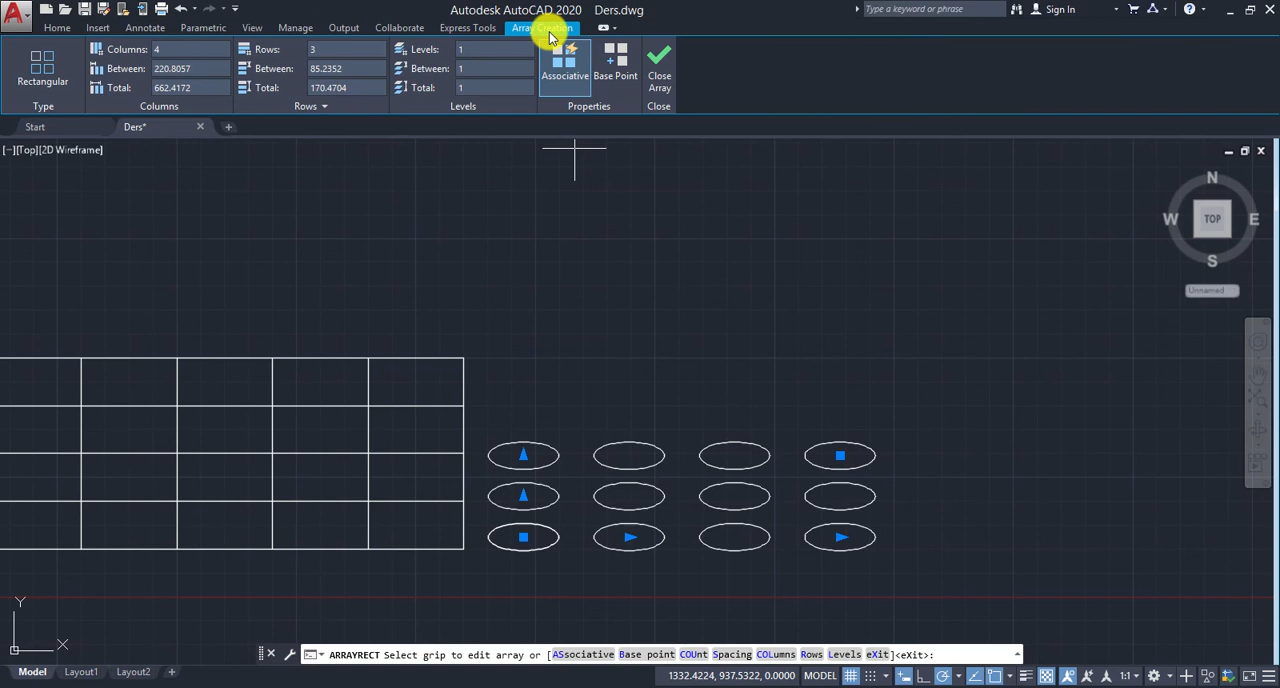 Autodesk AutoCAD 2020 Ders.dwg
Type a keyword or phrase
Sign In
Home Insert Annotate Parametric View Manage Output Collaborate Express Tools Array Creation
Columns: 4
Between: 220.8057
Total: 662.4172
Rows: 3
Between: 85.2352
Total: 170.4704
Levels: 1
Between: 1
Total: 1
Rectangular
Associative
Base Point
Close Array
Type Columns Rows Levels Properties Close
Start Ders*
[−][Top][2D Wireframe]
N
W TOP E
S
Unnamed
Y
X
ARRAYRECT Select grip to edit array or [ASsociative Base point COUnt Spacing COLumns Rows Levels eXit]<eXit>:
Model Layout1 Layout2
1332.4224, 937.5322, 0.0000 MODEL 1:1